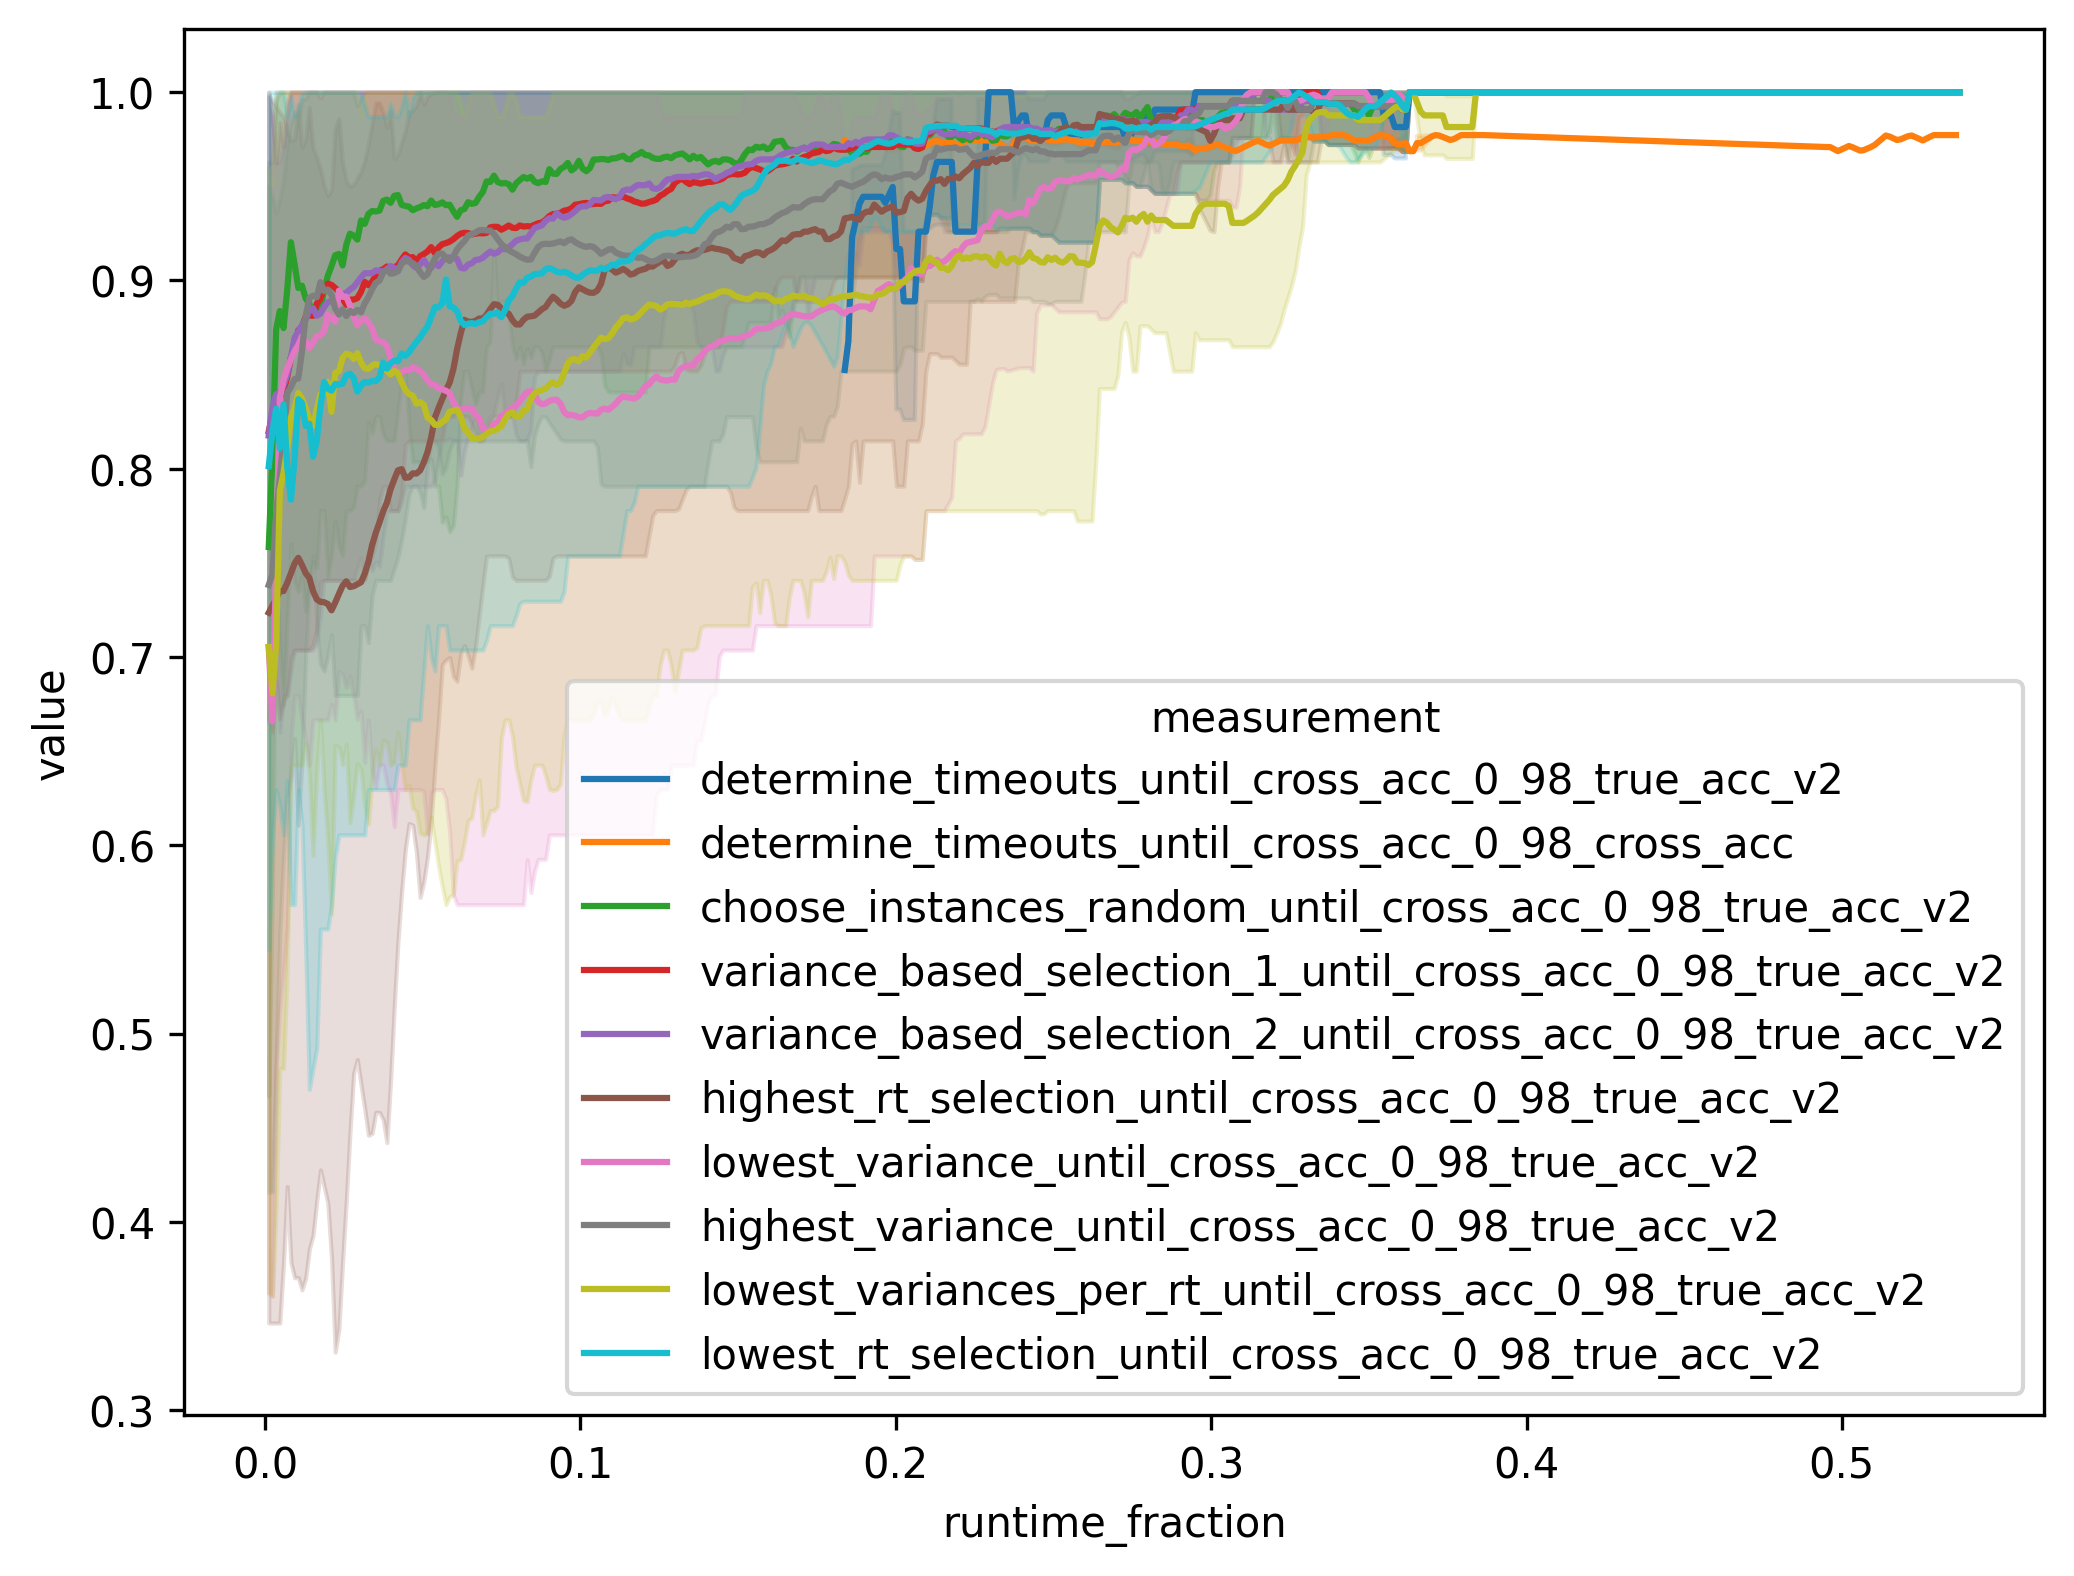 1.0
0.9
0.8
0.7
0.6
0.5
0.4
0.3
value
measurement
determine_timeouts_until_cross_acc_0_98_true_acc_v2
determine_timeouts_until_cross_acc_0_98_cross_acc
choose_instances_random_until_cross_acc_0_98_true_acc_v2
variance_based_selection_1_until_cross_acc_0_98_true_acc_v2
variance_based_selection_2_until_cross_acc_0_98_true_acc_v2
highest_rt_selection_until_cross_acc_0_98_true_acc_v2
lowest_variance_until_cross_acc_0_98_true_acc_v2
highest_variance_until_cross_acc_0_98_true_acc_v2
lowest_variances_per_rt_until_cross_acc_0_98_true_acc_v2
lowest_rt_selection_until_cross_acc_0_98_true_acc_v2
0.0 0.1 0.2 0.3 0.4 0.5
runtime_fraction